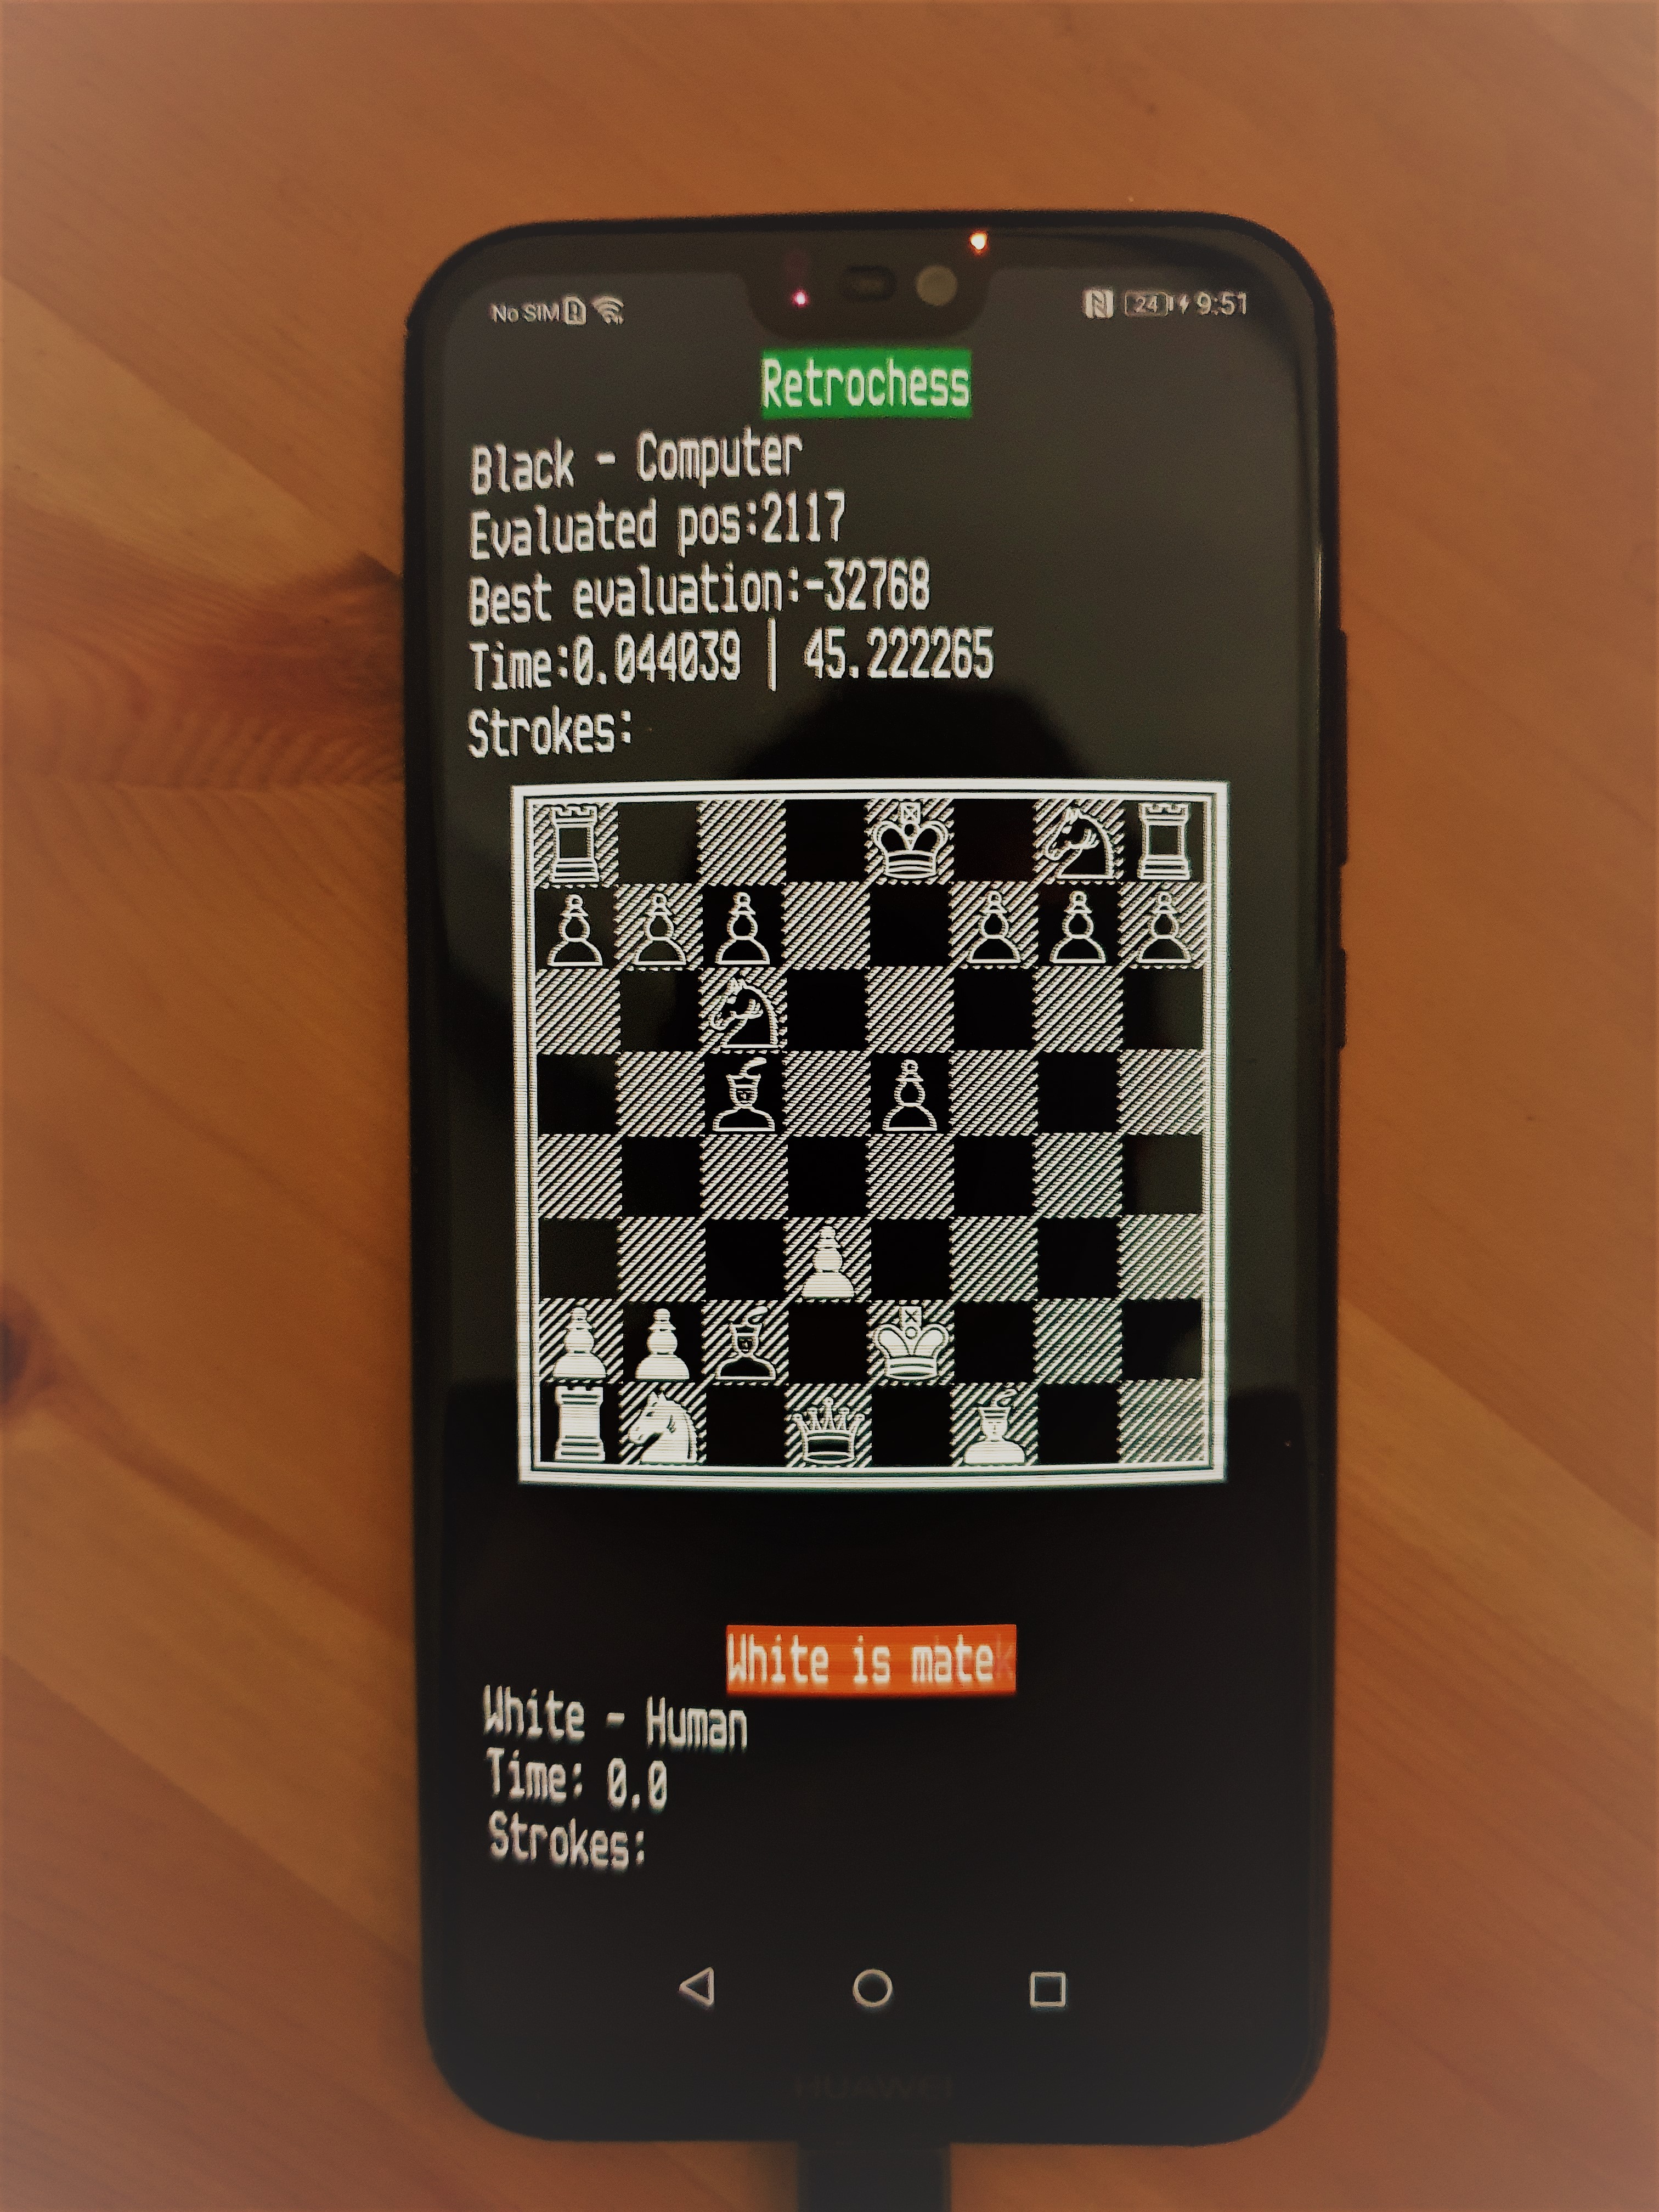 No SIM 24 9:51
Retrochess
Black - Computer
Evaluated pos:2117
Best evaluation:-32768
Time:0.044039 | 45.222265
Strokes:
White is matek
White - Human
Time: 0.0
Strokes:
HUAWEI